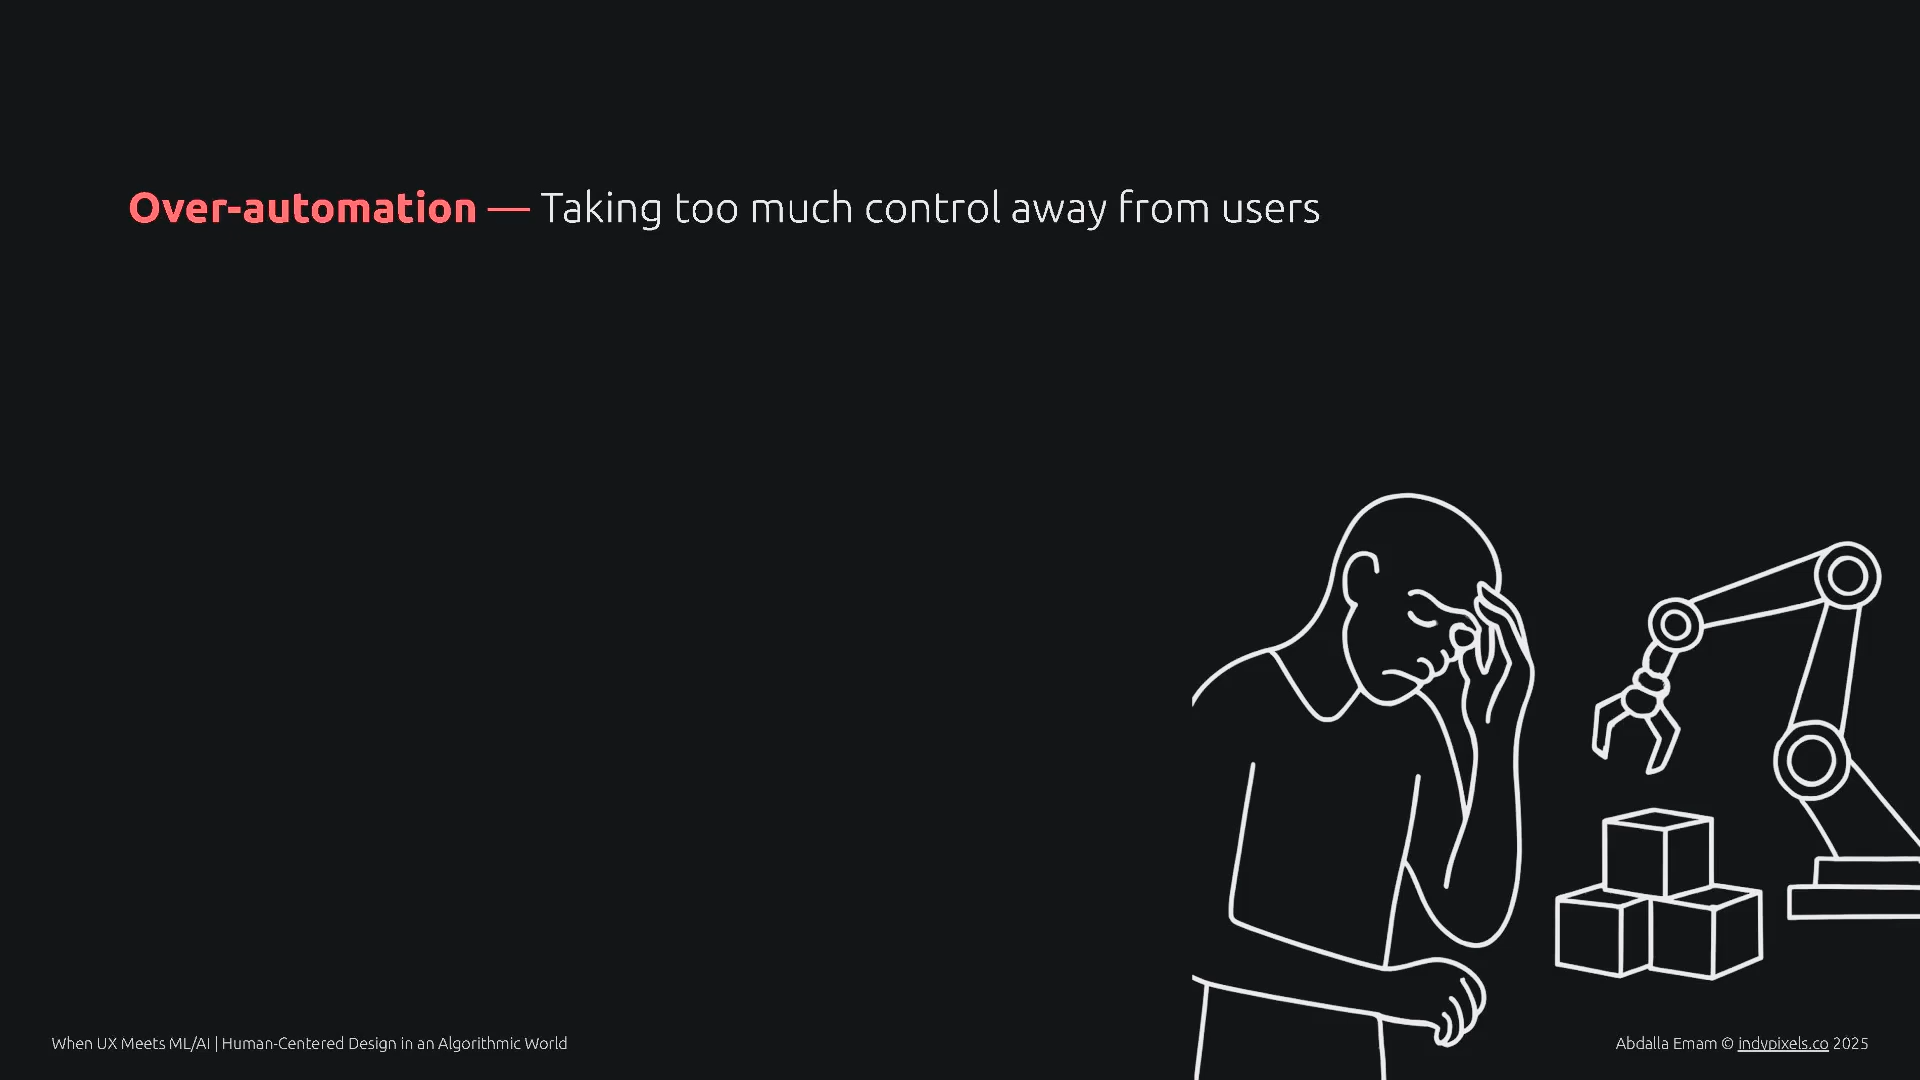 Over-automation — Taking too much control away from users
When UX Meets ML/AI | Human-Centered Design in an Algorithmic World
Abdalla Emam © indypixels.co 2025